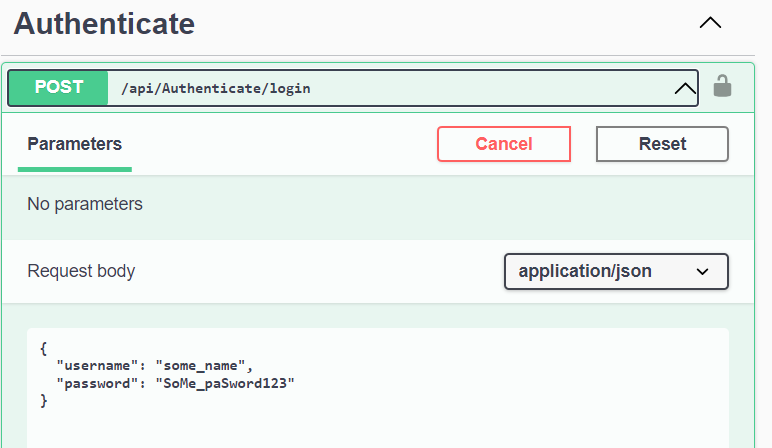 Authenticate
POST /api/Authenticate/login
Parameters Cancel Reset
No parameters
Request body application/json
{
"username": "some_name",
"password": "SoMe_paSword123"
}